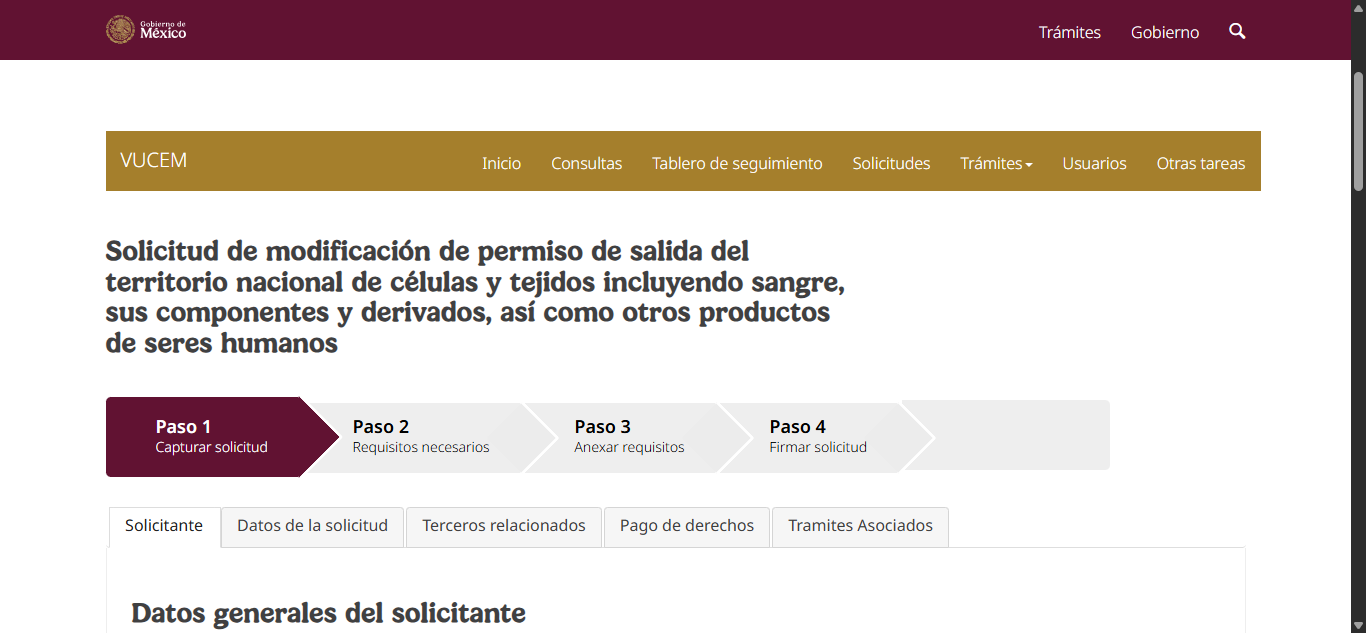 Gobierno de
México
Trámites Gobierno
VUCEM Inicio Consultas Tablero de seguimiento Solicitudes Trámites Usuarios Otras tareas
Solicitud de modificación de permiso de salida del
territorio nacional de células y tejidos incluyendo sangre,
sus componentes y derivados, así como otros productos
de seres humanos
Paso 1
Capturar solicitud
Paso 2
Requisitos necesarios
Paso 3
Anexar requisitos
Paso 4
Firmar solicitud
Solicitante Datos de la solicitud Terceros relacionados Pago de derechos Tramites Asociados
Datos generales del solicitante